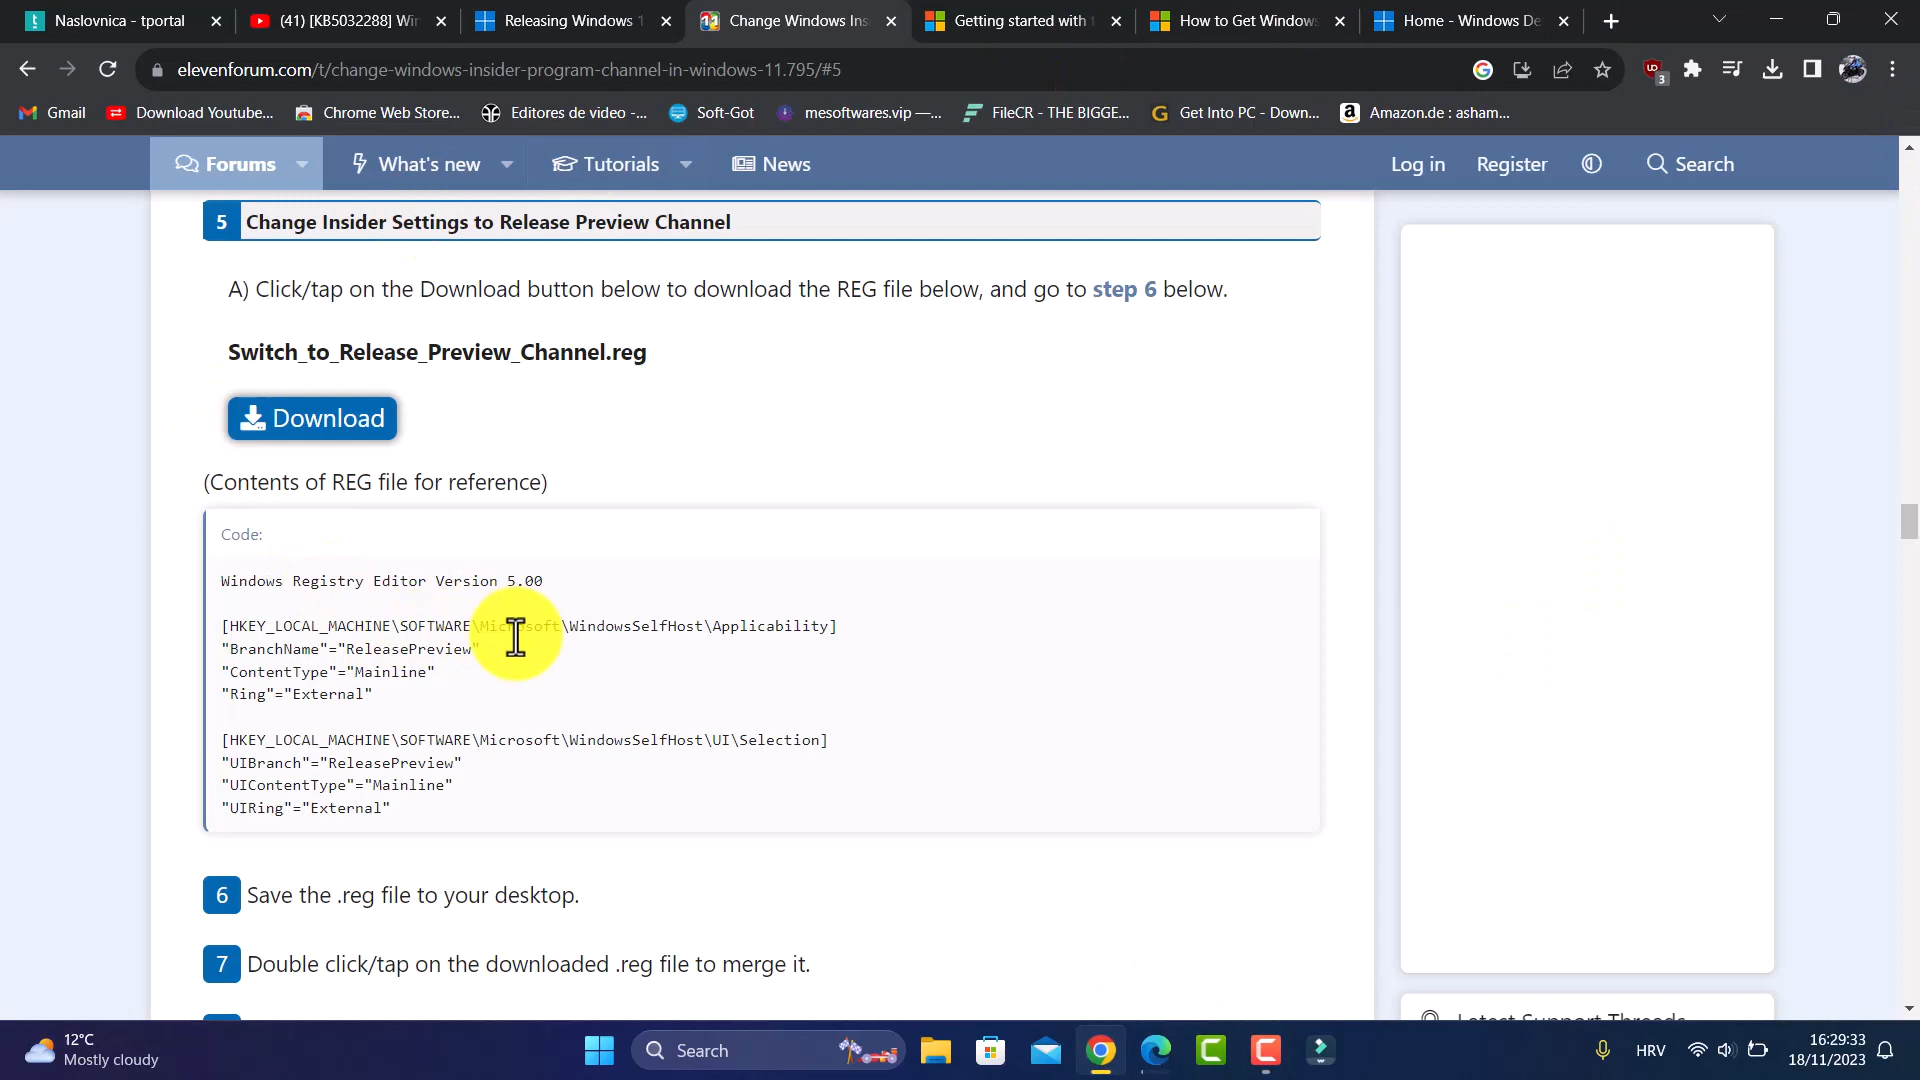 Naslovnica - tportal
(41) [KB5032288] Wir
Releasing Windows 1
Change Windows Ins
Getting started with t
How to Get Windows
Home - Windows De
elevenforum.com/t/change-windows-insider-program-channel-in-windows-11.795/#5
3
Gmail
Download Youtube...
Chrome Web Store...
Editores de video -...
Soft-Got
mesoftwares.vip —...
FileCR - THE BIGGE...
Get Into PC - Down...
Amazon.de : asham...
Forums
What's new
Tutorials
News
Log in
Register
Search
5 Change Insider Settings to Release Preview Channel
A) Click/tap on the Download button below to download the REG file below, and go to step 6 below.
Switch_to_Release_Preview_Channel.reg
Download
(Contents of REG file for reference)
Code:
Windows Registry Editor Version 5.00
[HKEY_LOCAL_MACHINE\SOFTWARE\Microsoft\WindowsSelfHost\Applicability]
"BranchName"="ReleasePreview"
"ContentType"="Mainline"
"Ring"="External"
[HKEY_LOCAL_MACHINE\SOFTWARE\Microsoft\WindowsSelfHost\UI\Selection]
"UIBranch"="ReleasePreview"
"UIContentType"="Mainline"
"UIRing"="External"
6 Save the .reg file to your desktop.
7 Double click/tap on the downloaded .reg file to merge it.
Latest Support Threads
12°C
Mostly cloudy
Search
HRV
16:29:33
18/11/2023